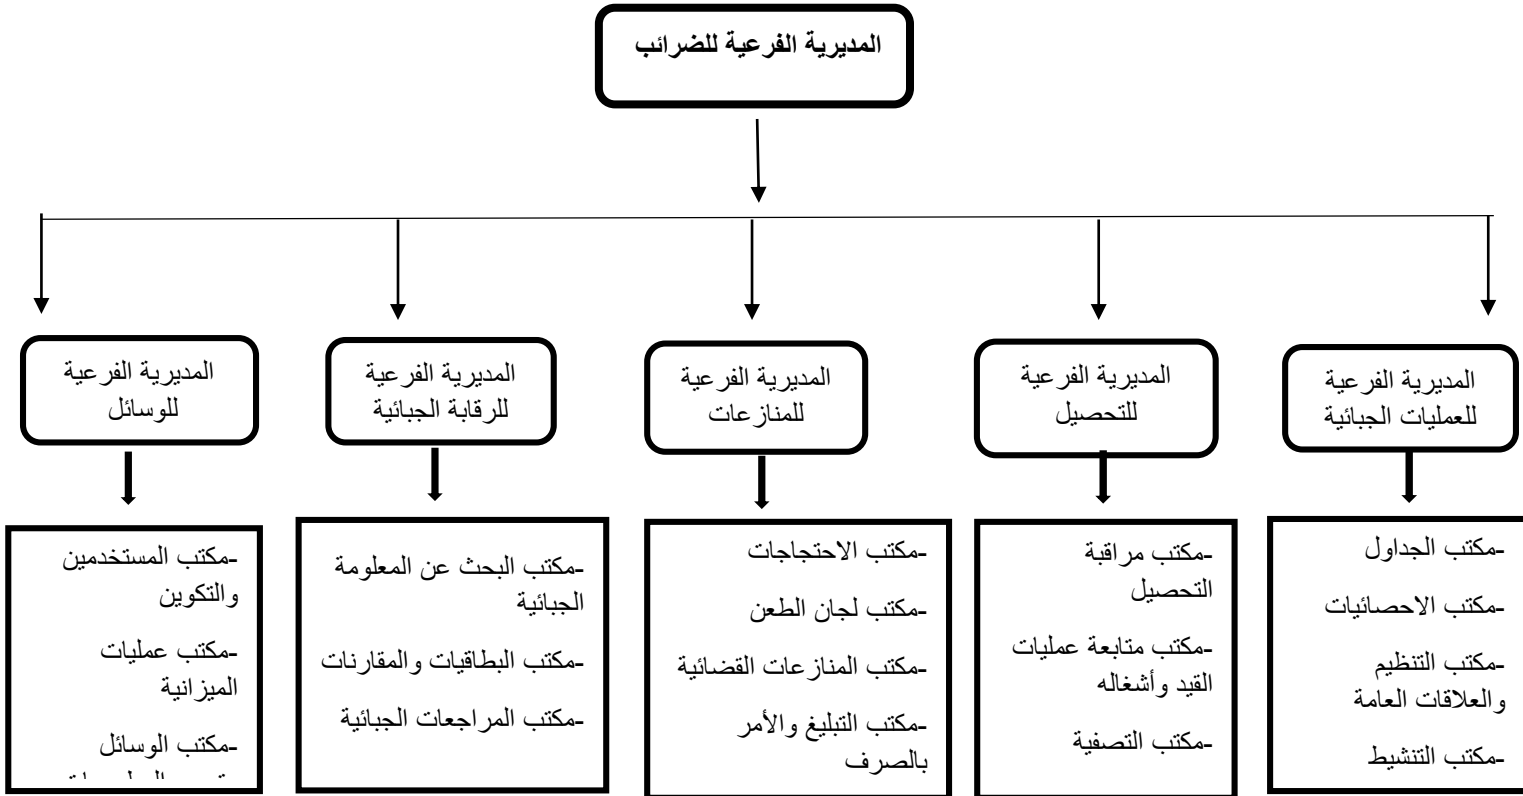 المديرية الفرعية للضرائب
المديرية الفرعية
للعمليات الجبائية
المديرية الفرعية
للتحصيل
المديرية الفرعية
للمنازعات
المديرية الفرعية
للرقابة الجبائية
المديرية الفرعية
للوسائل
-مكتب الجداول
-مكتب الاحصائيات
-مكتب التنظيم
والعلاقات العامة
-مكتب التنشيط
-مكتب مراقبة
التحصيل
-مكتب متابعة عمليات
القيد وأشغاله
-مكتب التصفية
-مكتب الاحتجاجات
-مكتب لجان الطعن
-مكتب المنازعات القضائية
-مكتب التبليغ والأمر
بالصرف
-مكتب البحث عن المعلومة
الجبائية
-مكتب البطاقيات والمقارنات
-مكتب المراجعات الجبائية
-مكتب المستخدمين
والتكوين
-مكتب عمليات
الميزانية
-مكتب الوسائل